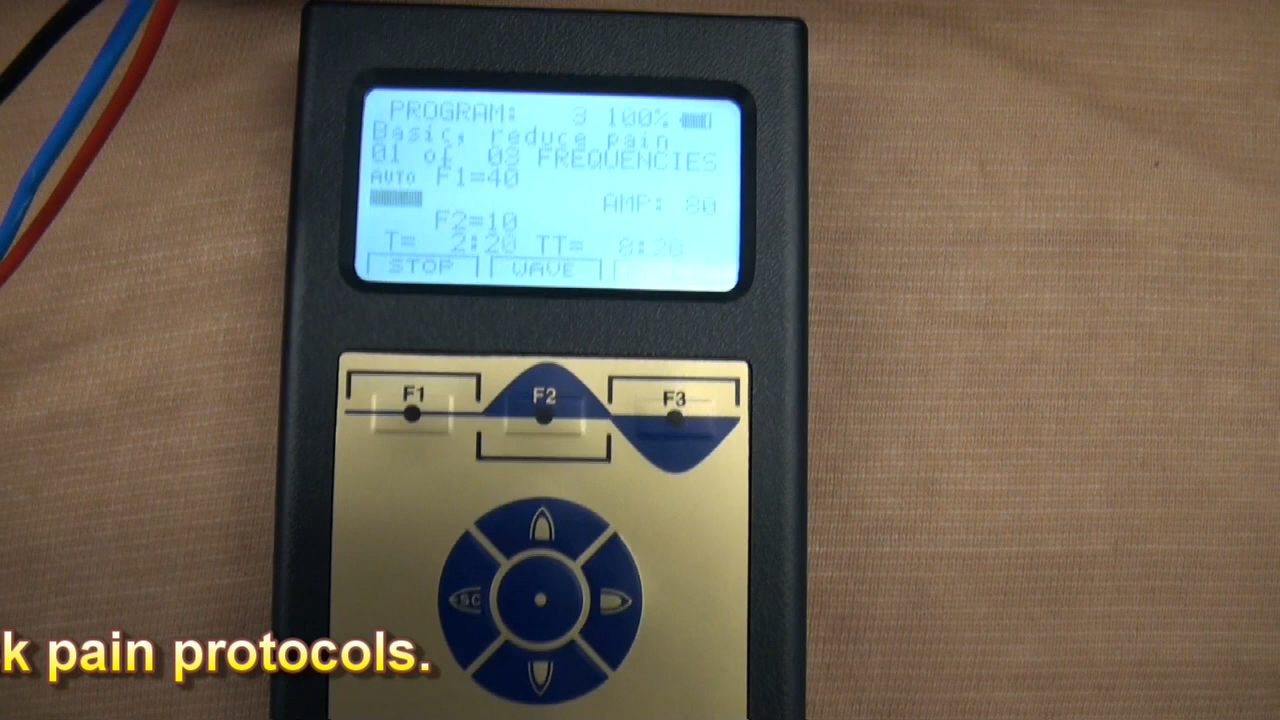 PROGRAM: 3 100%
Basic, reduce pain
01 of 03 FREQUENCIES
AUTO F1=40
AMP: 80
F2=10
T= 2:20 TT= 8:20
STOP WAVE
F1 F2 F3
SC
k pain protocols.